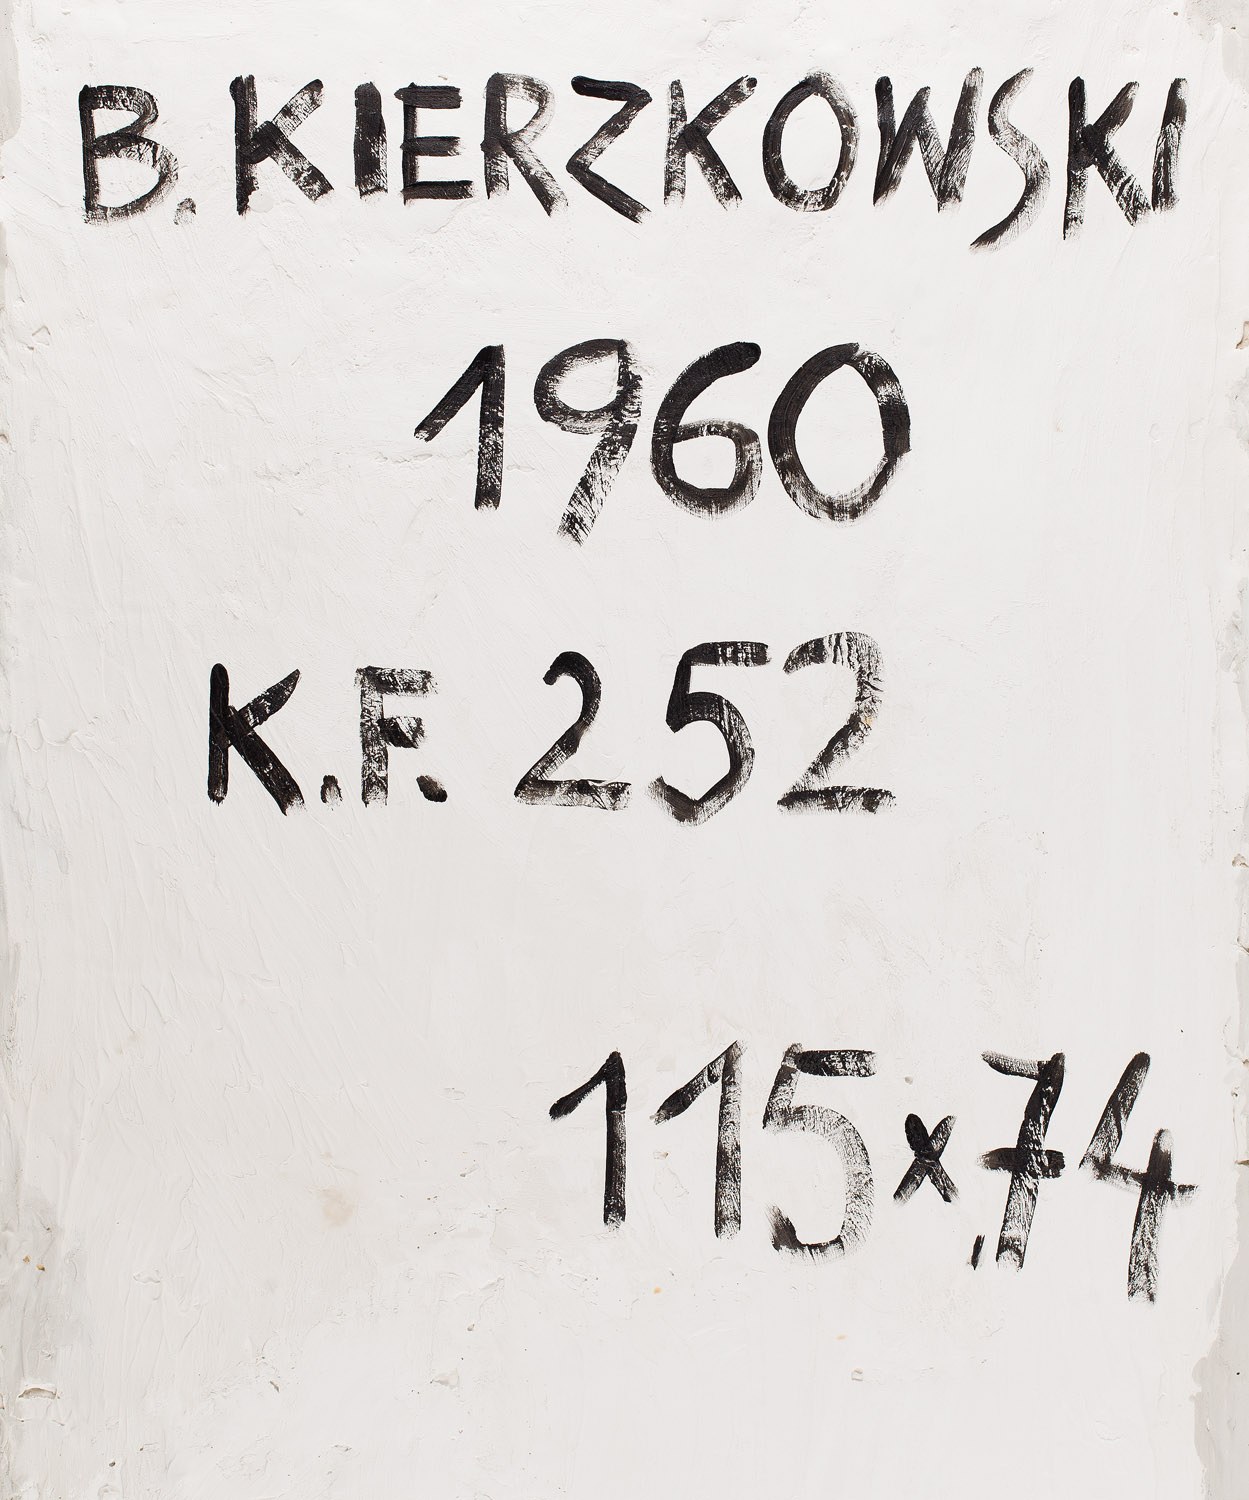 B. KIERZKOWSKI
1960
K.F. 252
115x74